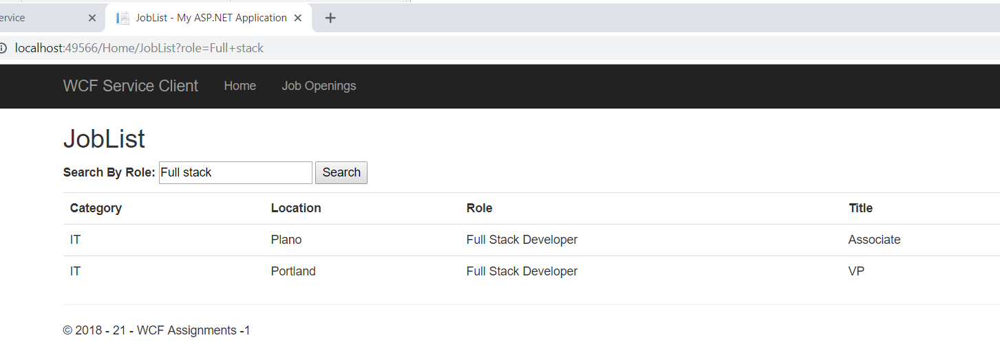 ervice JobList - My ASP.NET Application
localhost:49566/Home/JobList?role=Full+stack
WCF Service Client Home Job Openings
JobList
Search By Role: Full stack Search
Category Location Role Title
IT Plano Full Stack Developer Associate
IT Portland Full Stack Developer VP
© 2018 - 21 - WCF Assignments -1